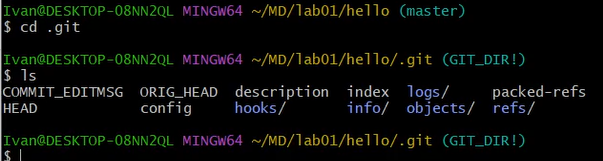 Ivan@DESKTOP-08NN2QL MINGW64 ~/MD/lab01/hello (master)
$ cd .git
Ivan@DESKTOP-08NN2QL MINGW64 ~/MD/lab01/hello/.git (GIT_DIR!)
$ ls
COMMIT_EDITMSG  ORIG_HEAD  description  index  logs/     packed-refs
HEAD            config     hooks/       info/  objects/  refs/
Ivan@DESKTOP-08NN2QL MINGW64 ~/MD/lab01/hello/.git (GIT_DIR!)
$